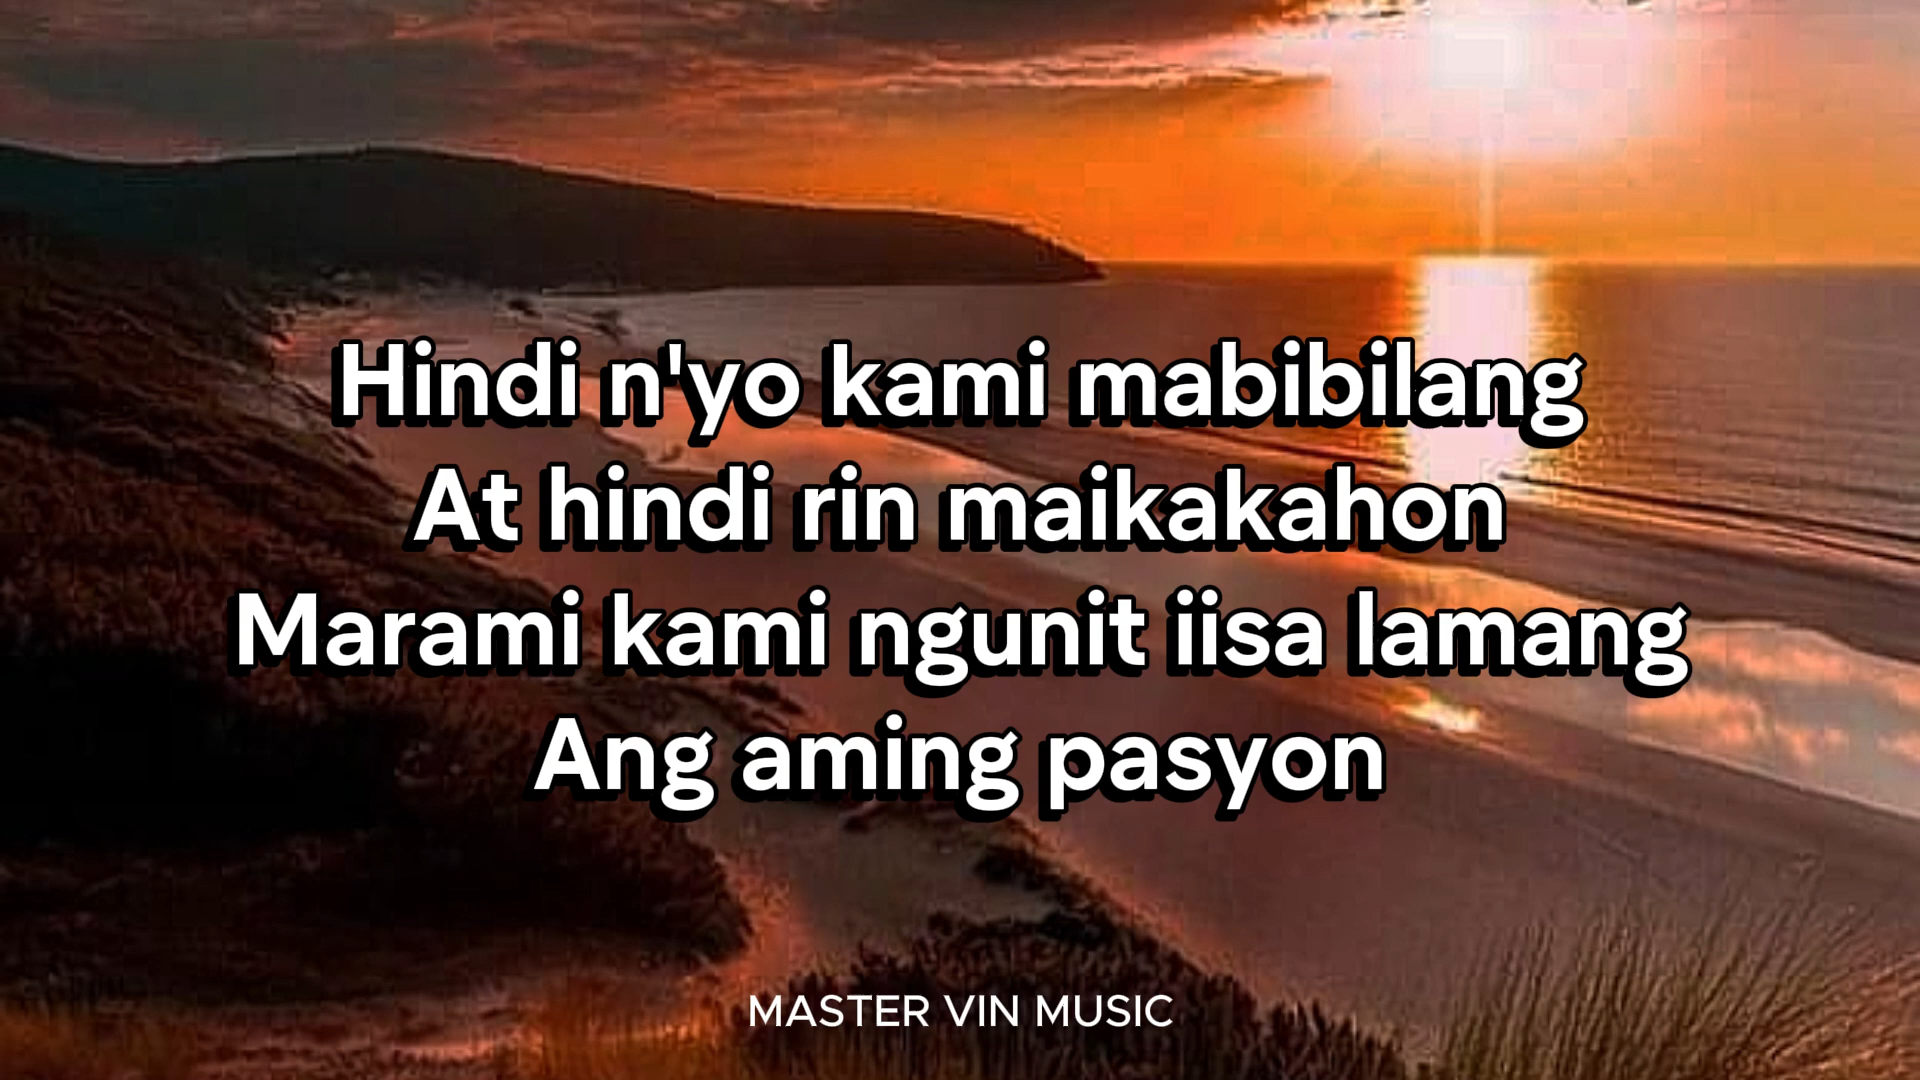 Hindi n'yo kami mabibilang
At hindi rin maikakahon
Marami kami ngunit iisa lamang
Ang aming pasyon
MASTER VIN MUSIC